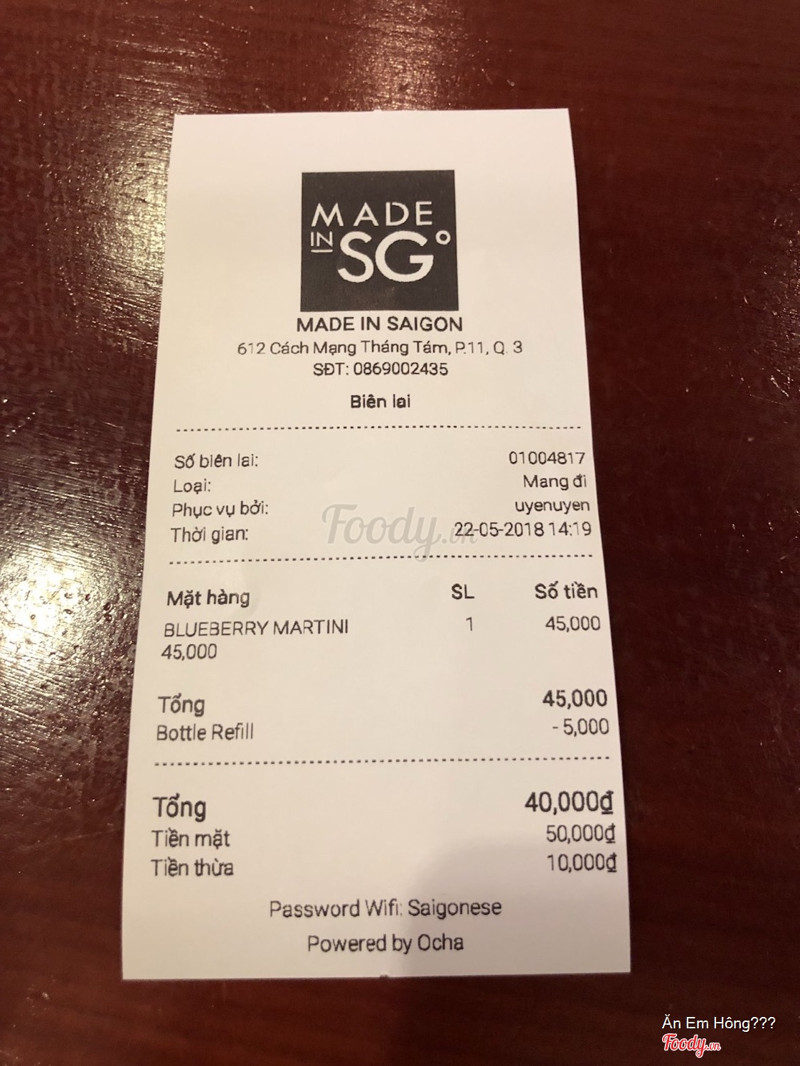 MADE
IN SG°
MADE IN SAIGON
612 Cách Mạng Tháng Tám, P.11, Q. 3
SĐT: 0869002435
Biên lai
Số biên lai: 01004817
Loại: Mang đi
Phục vụ bởi: uyenuyen
Thời gian: 22-05-2018 14:19
Foody.vn
Mặt hàng SL Số tiền
BLUEBERRY MARTINI 1 45,000
45,000
Tổng 45,000
Bottle Refill - 5,000
Tổng 40,000₫
Tiền mặt 50,000₫
Tiền thừa 10,000₫
Password Wifi: Saigonese
Powered by Ocha
Ăn Em Hông???
Foody.vn